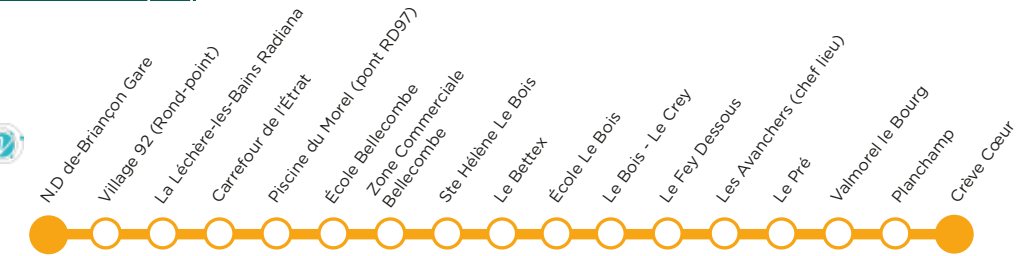 N.D de-Briançon Gare
Village 92 (Rond-point)
La Léchère-les-Bains Radiana
Carrefour de l'Étrat
Piscine du Morel (pont RD97)
École Bellecombe
Zone Commerciale
Bellecombe
Ste Hélène Le Bois
Le Bettex
École Le Bois
Le Bois - Le Crey
Le Fey Dessous
Les Avanchers (chef lieu)
Le Pré
Valmorel le Bourg
Planchamp
Crève Cœur